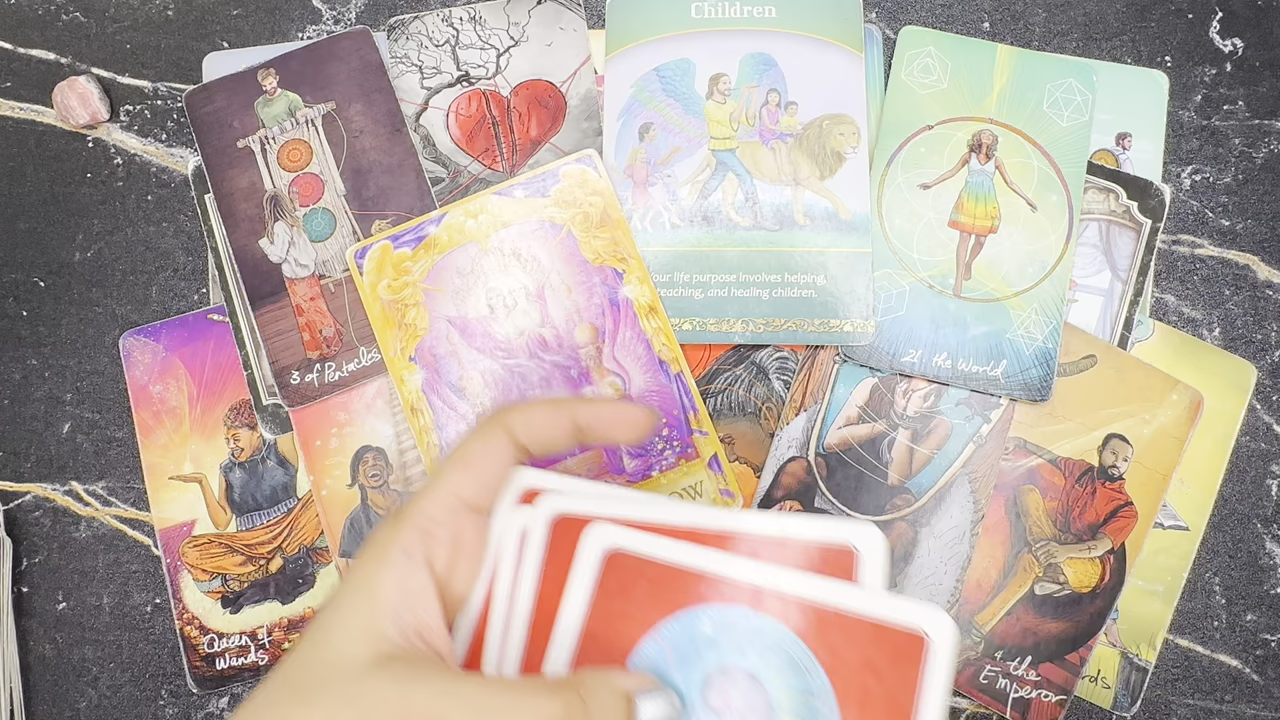 Children
Your life purpose involves helping,
teaching, and healing children.
3 of Pentacles
21 the World
Queen of
Wands
4 the
Emperor